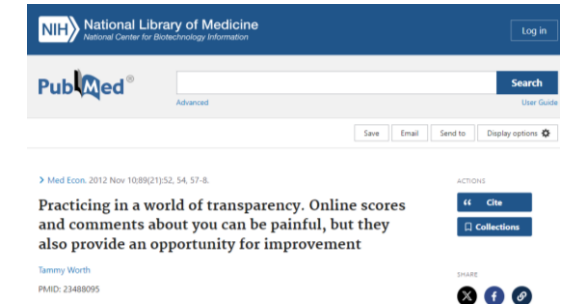 NIH National Library of Medicine
National Center for Biotechnology Information
Log in
PubMed®
Search
Advanced
User Guide
Save Email Send to Display options
> Med Econ. 2012 Nov 10;89(21):52, 54, 57-8.
Practicing in a world of transparency. Online scores
and comments about you can be painful, but they
also provide an opportunity for improvement
Tammy Worth
PMID: 23488095
ACTIONS
Cite
Collections
SHARE